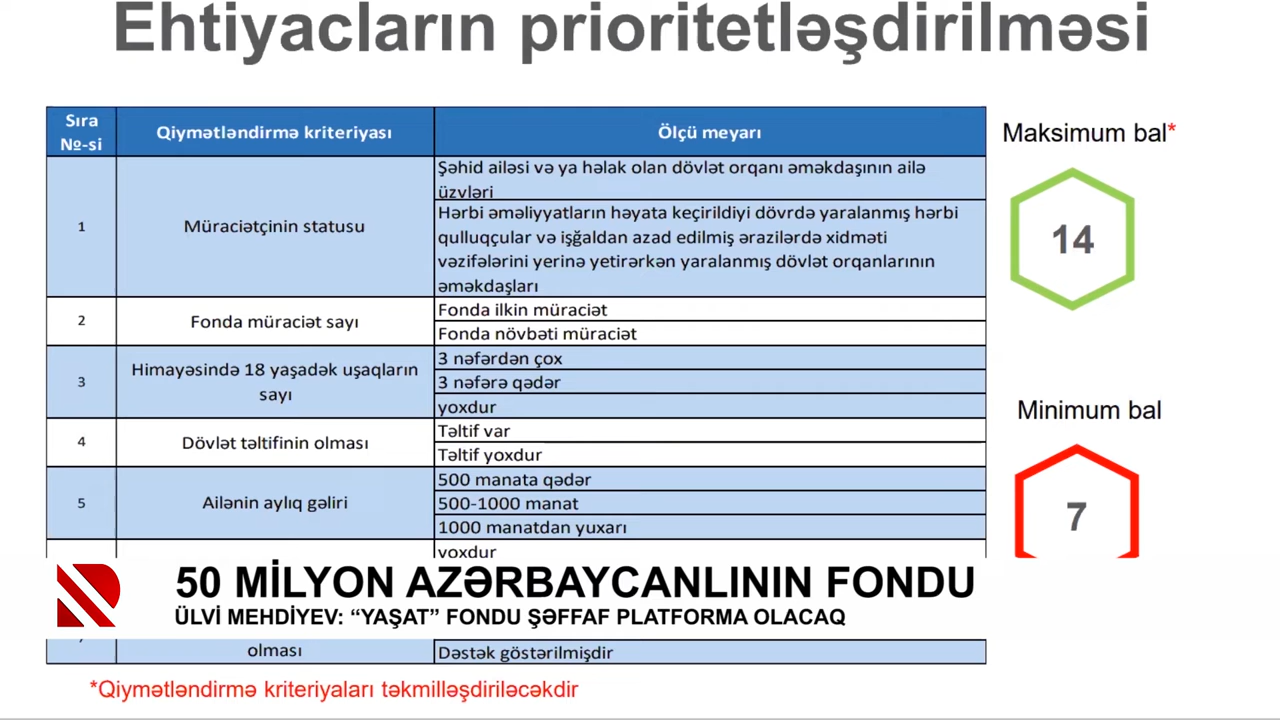 Ehtiyacların prioritetləşdirilməsi
Sıra
№-si
Qiymətləndirmə kriteriyası
Ölçü meyarı
1
Müraciətçinin statusu
Şəhid ailəsi və ya həlak olan dövlət orqanı əməkdaşının ailə
üzvləri
Hərbi əməliyyatların həyata keçirildiyi dövrdə yaralanmış hərbi
qulluqçular və işğaldan azad edilmiş ərazilərdə xidməti
vəzifələrini yerinə yetirərkən yaralanmış dövlət orqanlarının
əməkdaşları
2
Fonda müraciət sayı
Fonda ilkin müraciət
Fonda növbəti müraciət
3
Himayəsində 18 yaşadək uşaqların
sayı
3 nəfərdən çox
3 nəfərə qədər
yoxdur
4
Dövlət təltifinin olması
Təltif var
Təltif yoxdur
5
Ailənin aylıq gəliri
500 manata qədər
500-1000 manat
1000 manatdan yuxarı
yoxdur
olması
Dəstək göstərilmişdir
Maksimum bal*
14
Minimum bal
7
50 MİLYON AZƏRBAYCANLININ FONDU
ÜLVİ MEHDİYEV: “YAŞAT” FONDU ŞƏFFAF PLATFORMA OLACAQ
*Qiymətləndirmə kriteriyaları təkmilləşdiriləcəkdir